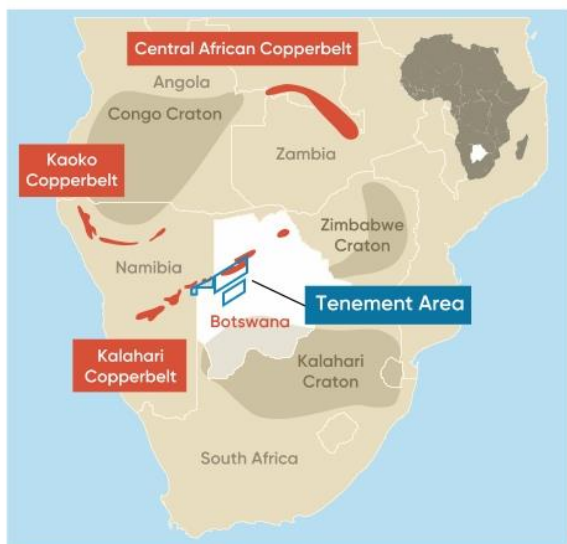 Central African Copperbelt
Angola
Congo Craton
Zambia
Kaoko
Copperbelt
Zimbabwe
Craton
Namibia
Tenement Area
Botswana
Kalahari
Copperbelt
Kalahari
Craton
South Africa